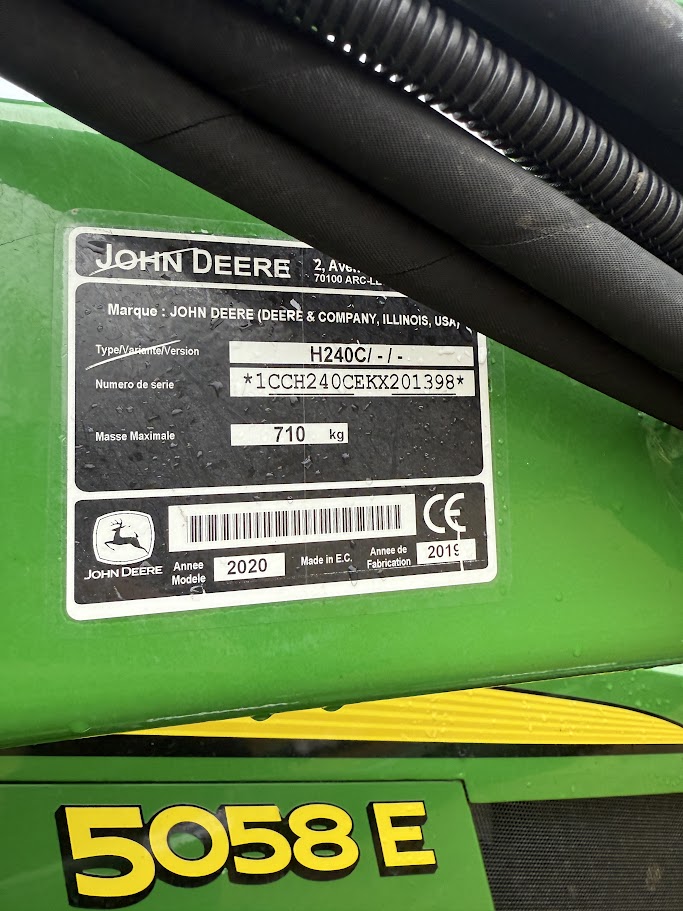 JOHN DEERE
2, Aven
70100 ARC-LE
Marque : JOHN DEERE (DEERE & COMPANY, ILLINOIS, USA)
Type/Variante/Version H240C/ - / -
Numero de série *1CCH240CEKX201398*
Masse Maximale 710 kg
CE
JOHN DEERE
Annee Modele 2020 Made in E.C. Annee de Fabrication 2019
5058 E